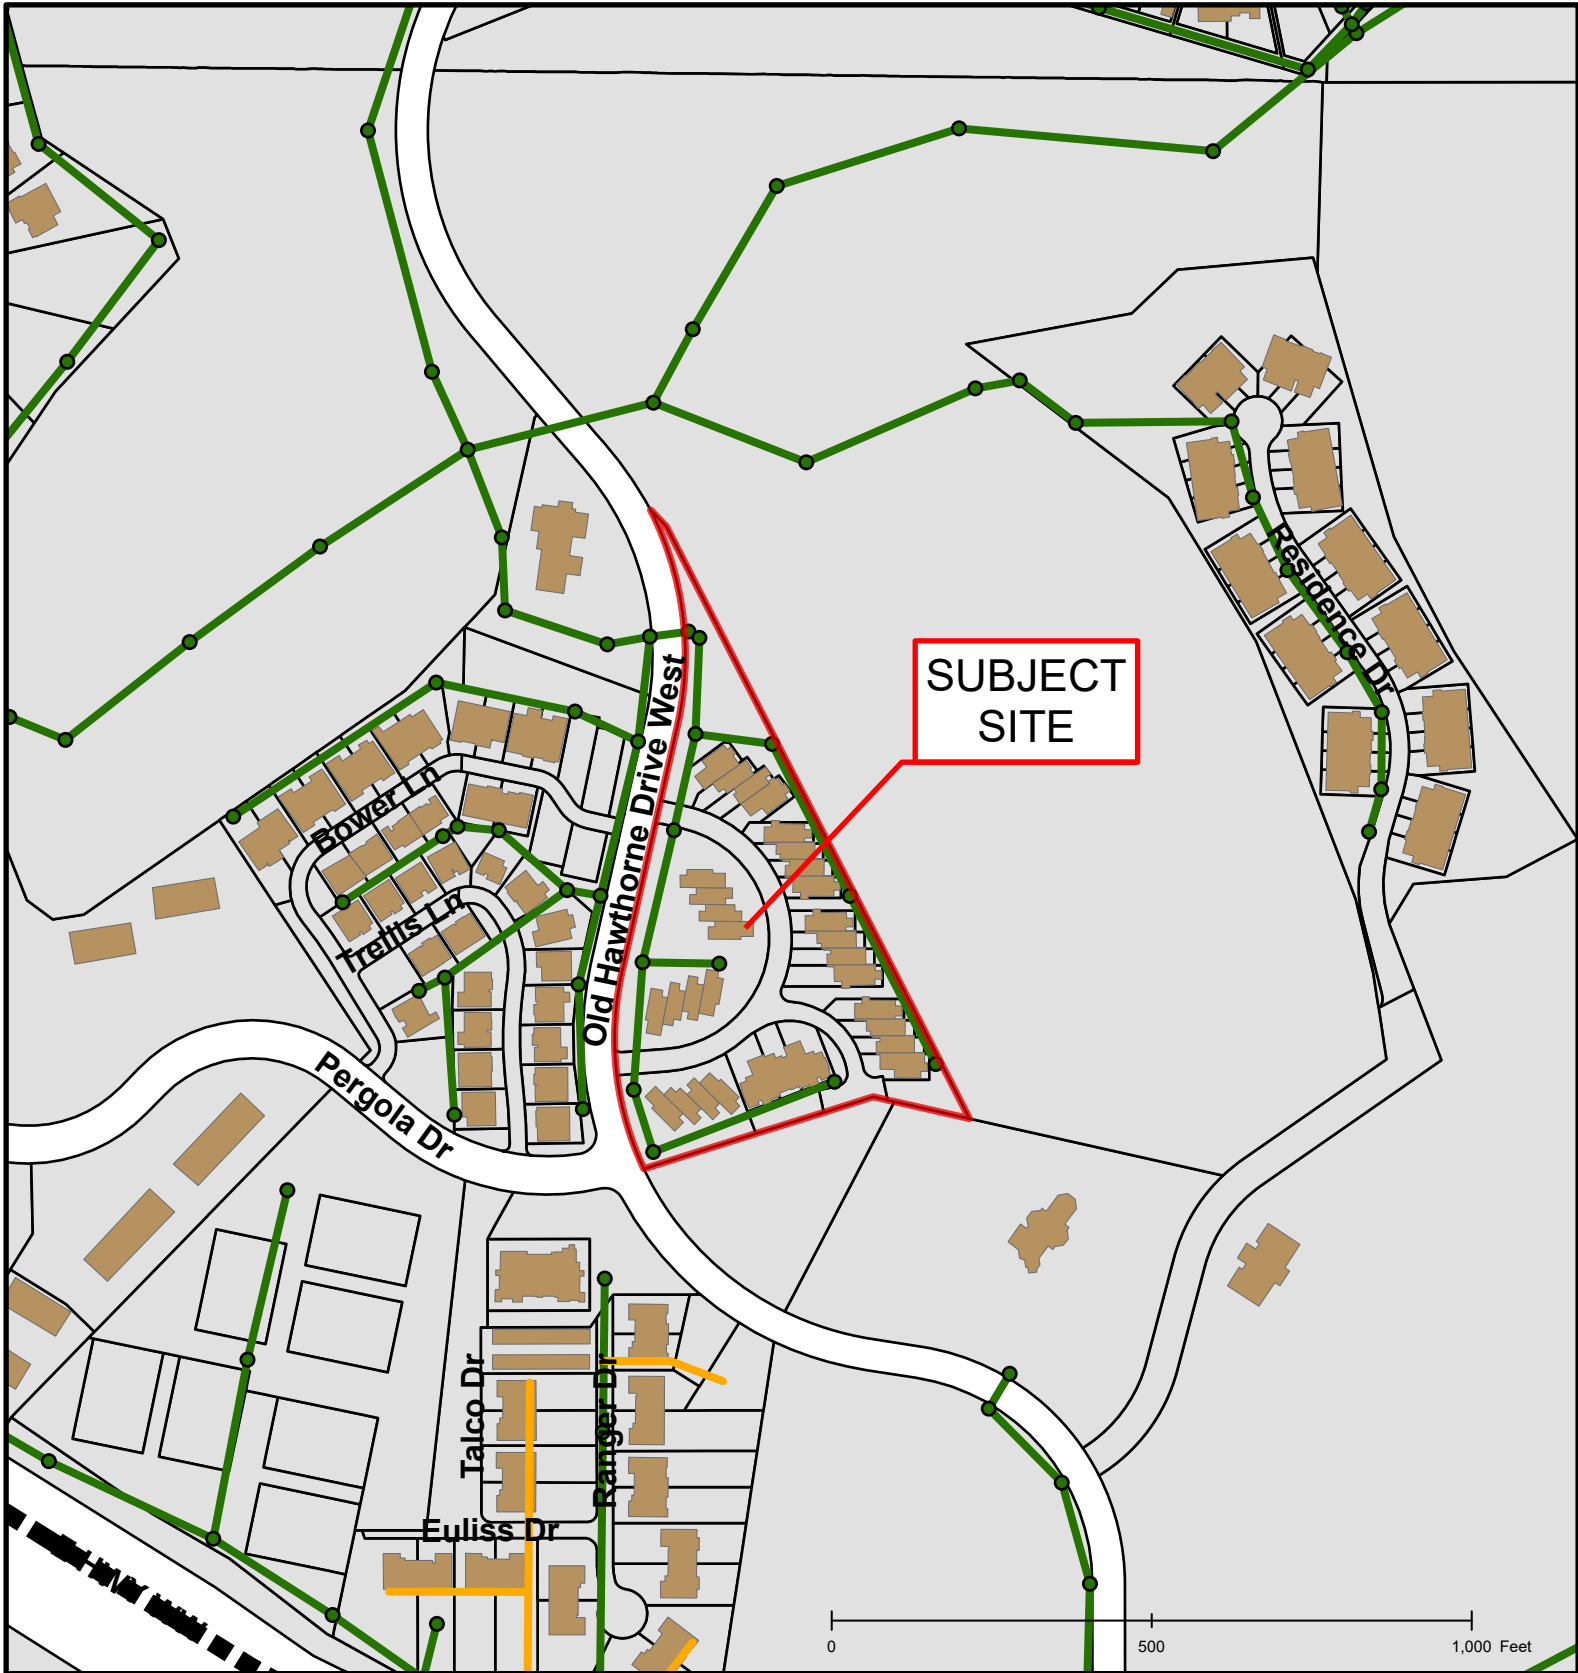 Residence Dr
SUBJECT
SITE
Old Hawthorne Drive West
Bower Ln
Trellis Ln
Pergola Dr
Talco Dr
Ranger Dr
Euliss Dr
0 500 1,000 Feet